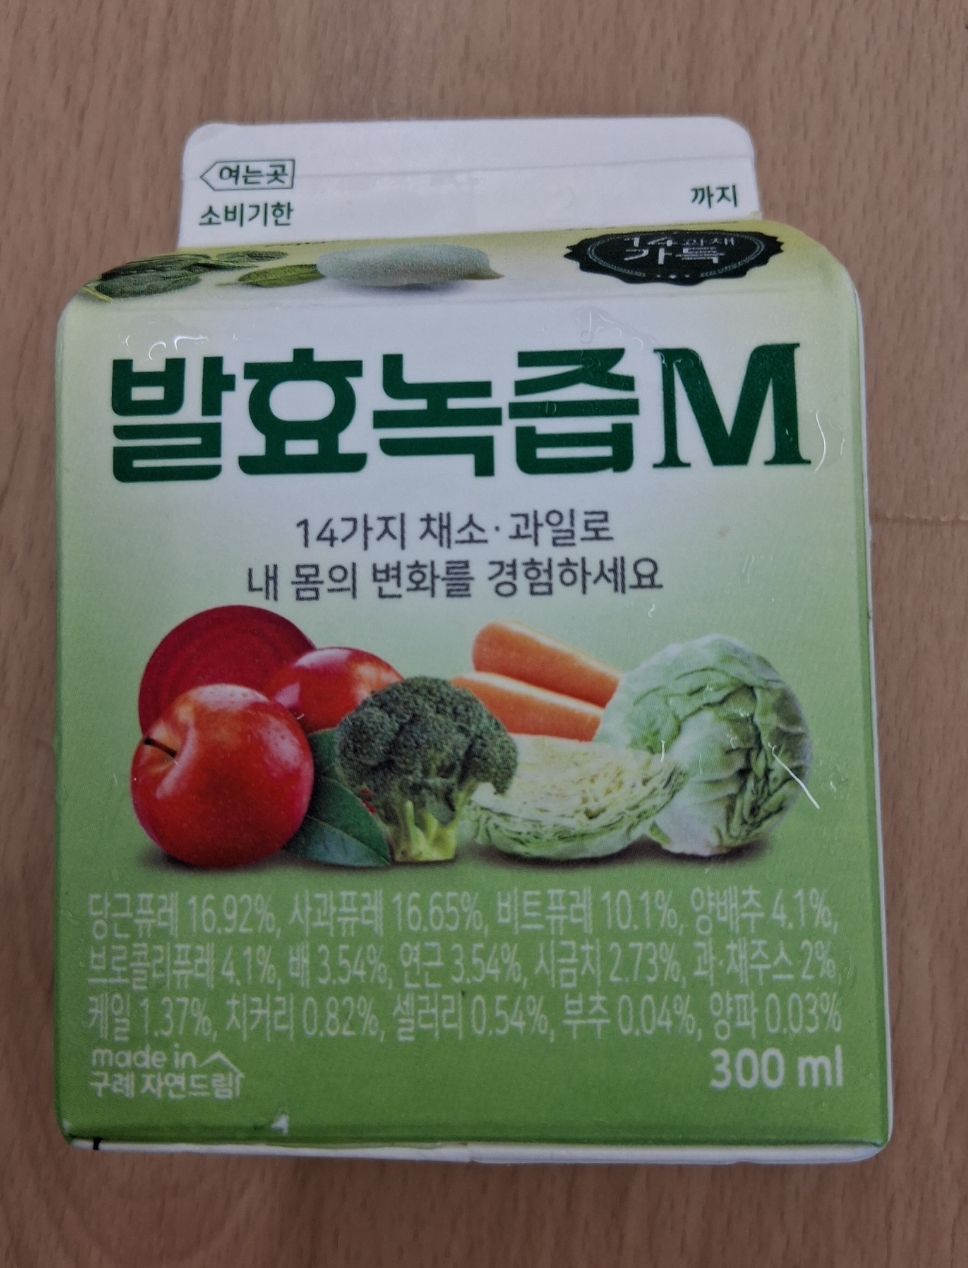 여는곳
소비기한
까지
14과채
가득
발효녹즙M
14가지 채소·과일로
내 몸의 변화를 경험하세요
당근퓨레 16.92%, 사과퓨레 16.65%, 비트퓨레 10.1%, 양배추 4.1%,
브로콜리퓨레 4.1%, 배 3.54%, 연근 3.54%, 시금치 2.73%, 과·채주스 2%,
케일 1.37%, 치커리 0.82%, 셀러리 0.54%, 부추 0.04%, 양파 0.03%
made in
구례 자연드림
300 ml